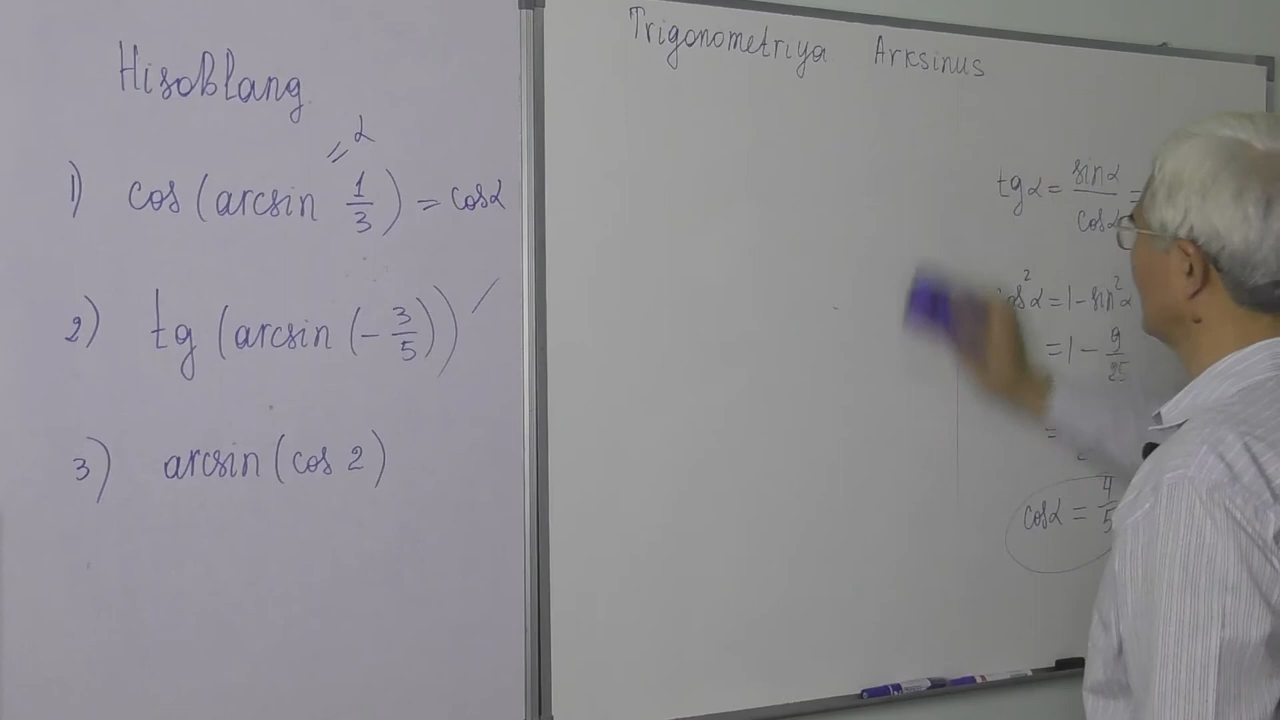 Hisoblang
= α
1) cos (arcsin 1/3) = cosα
2) tg (arcsin (- 3/5))
3) arcsin (cos 2)
Trigonometriya Arksinus
tgα = sinα/cosα =
cos²α = 1 - sin²α
= 1 - 9/25
=
cosα = 4/5